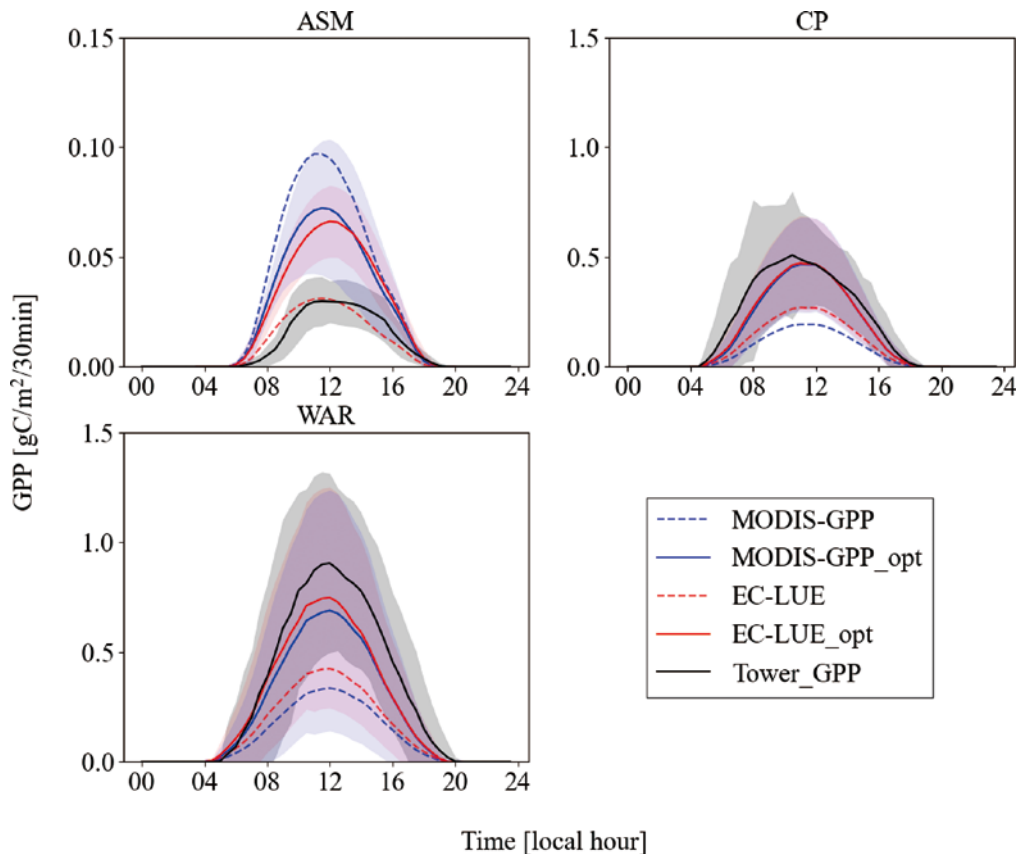 ASM
0.15
0.10
0.05
0.00
00 04 08 12 16 20 24
CP
1.5
1.0
0.5
0.0
00 04 08 12 16 20 24
WAR
1.5
1.0
0.5
0.0
00 04 08 12 16 20 24
GPP [gC/m²/30min]
Time [local hour]
MODIS-GPP
MODIS-GPP_opt
EC-LUE
EC-LUE_opt
Tower_GPP